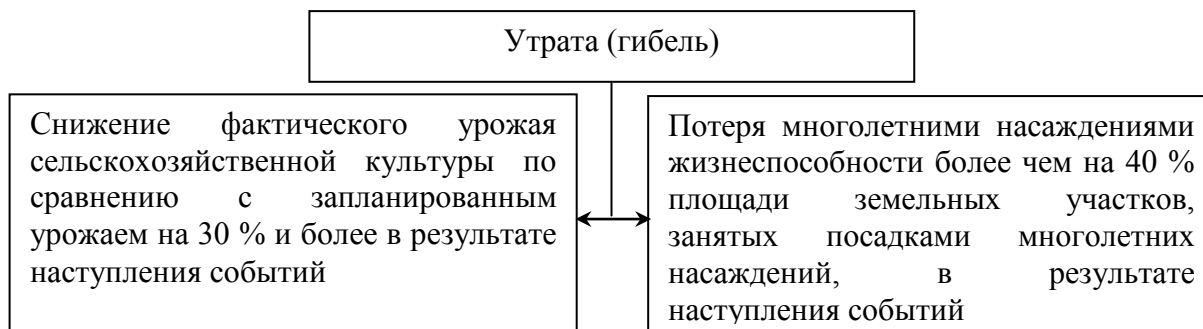 Утрата (гибель)
Снижение фактического урожая
сельскохозяйственной культуры по
сравнению с запланированным
урожаем на 30 % и более в результате
наступления событий
Потеря многолетними насаждениями
жизнеспособности более чем на 40 %
площади земельных участков,
занятых посадками многолетних
насаждений, в результате
наступления событий